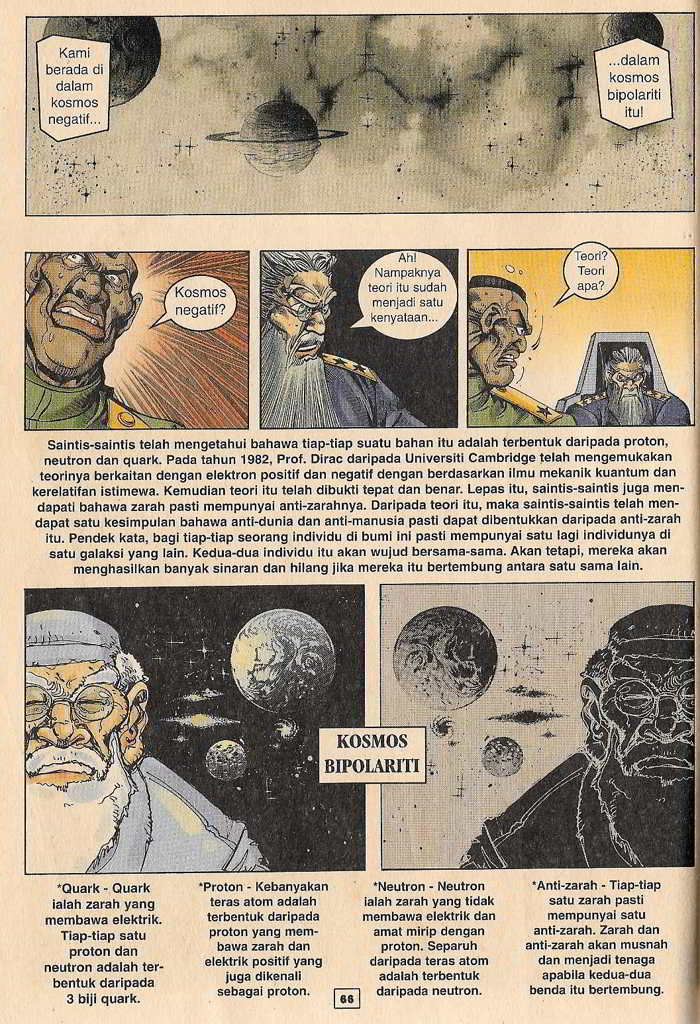 Kami
berada di
dalam
kosmos
negatif...
...dalam
kosmos
bipolariti
itu!
Kosmos
negatif?
Ah!
Nampaknya
teori itu sudah
menjadi satu
kenyataan...
Teori?
Teori
apa?
Saintis-saintis telah mengetahui bahawa tiap-tiap suatu bahan itu adalah terbentuk daripada proton,
neutron dan quark. Pada tahun 1982, Prof. Dirac daripada Universiti Cambridge telah mengemukakan
teorinya berkaitan dengan elektron positif dan negatif dengan berdasarkan ilmu mekanik kuantum dan
kerelatifan istimewa. Kemudian teori itu telah dibukti tepat dan benar. Lepas itu, saintis-saintis juga men-
dapati bahawa zarah pasti mempunyai anti-zarahnya. Daripada teori itu, maka saintis-saintis telah men-
dapat satu kesimpulan bahawa anti-dunia dan anti-manusia pasti dapat dibentukkan daripada anti-zarah
itu. Pendek kata, bagi tiap-tiap seorang individu di bumi ini pasti mempunyai satu lagi individunya di
satu galaksi yang lain. Kedua-dua individu itu akan wujud bersama-sama. Akan tetapi, mereka akan
menghasilkan banyak sinaran dan hilang jika mereka itu bertembung antara satu sama lain.
KOSMOS
BIPOLARITI
*Quark - Quark
ialah zarah yang
membawa elektrik.
Tiap-tiap satu
proton dan
neutron adalah ter-
bentuk daripada
3 biji quark.
*Proton - Kebanyakan
teras atom adalah
terbentuk daripada
proton yang mem-
bawa zarah dan
elektrik positif yang
juga dikenali
sebagai proton.
*Neutron - Neutron
ialah zarah yang tidak
membawa elektrik dan
amat mirip dengan
proton. Separuh
daripada teras atom
adalah terbentuk
daripada neutron.
*Anti-zarah - Tiap-tiap
satu zarah pasti
mempunyai satu
anti-zarah. Zarah dan
anti-zarah akan musnah
dan menjadi tenaga
apabila kedua-dua
benda itu bertembung.
66